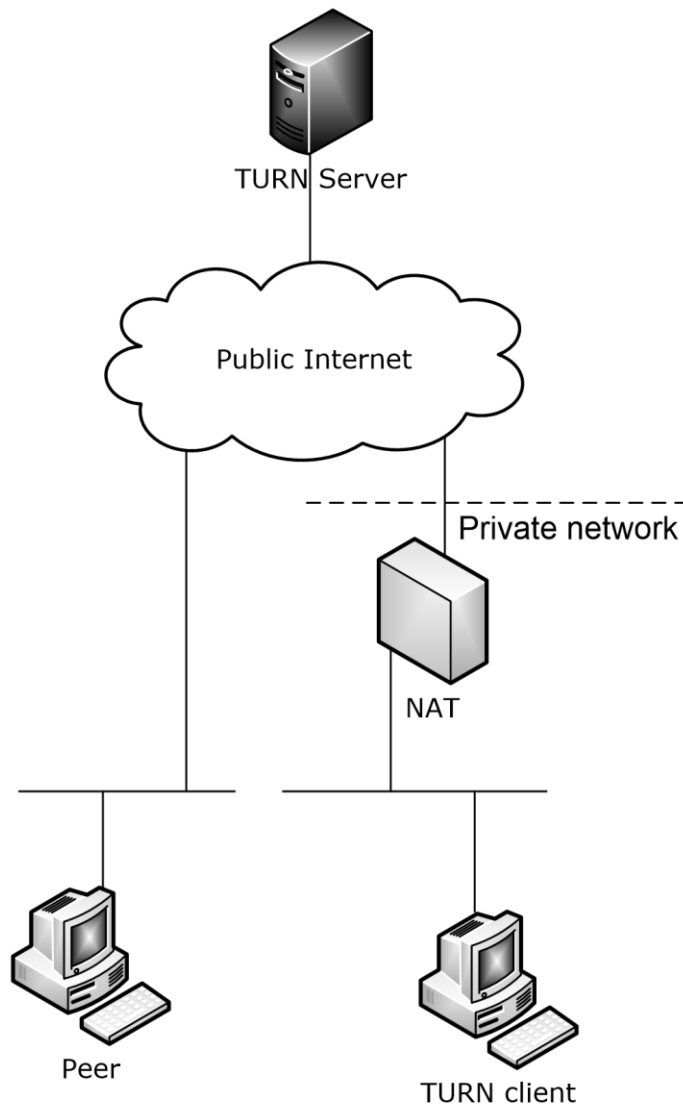 TURN Server
Public Internet
Private network
NAT
Peer
TURN client